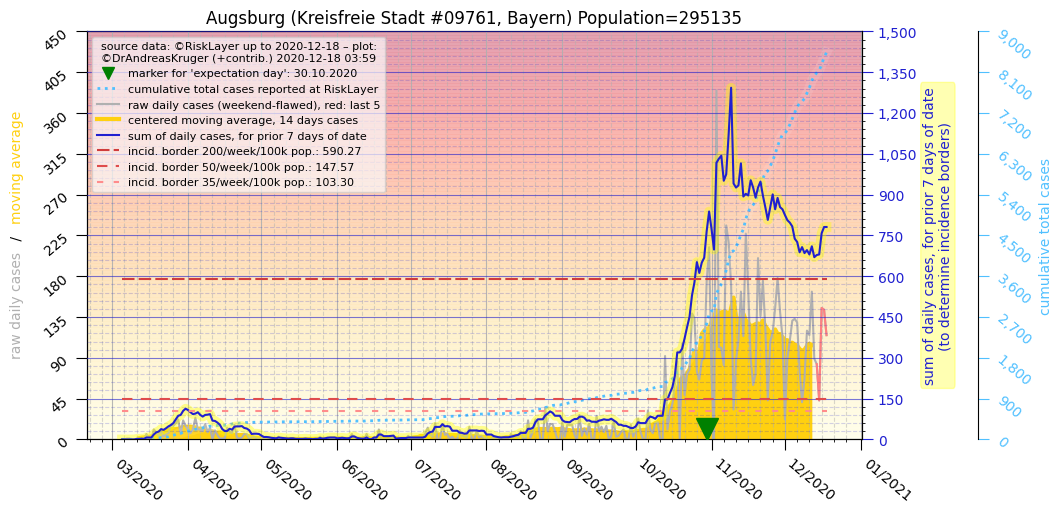 Augsburg (Kreisfreie Stadt #09761, Bayern) Population=295135
source data: ©RiskLayer up to 2020-12-18 – plot:
©DrAndreasKruger (+contrib.) 2020-12-18 03:59
marker for 'expectation day': 30.10.2020
cumulative total cases reported at RiskLayer
raw daily cases (weekend-flawed), red: last 5
centered moving average, 14 days cases
sum of daily cases, for prior 7 days of date
incid. border 200/week/100k pop.: 590.27
incid. border 50/week/100k pop.: 147.57
incid. border 35/week/100k pop.: 103.30
raw daily cases / moving average
450
405
360
315
270
225
180
135
90
45
0
03/2020
04/2020
05/2020
06/2020
07/2020
08/2020
09/2020
10/2020
11/2020
12/2020
01/2021
1,500
1,350
1,200
1,050
900
750
600
450
300
150
0
sum of daily cases, for prior 7 days of date
(to determine incidence borders)
9,000
8,100
7,200
6,300
5,400
4,500
3,600
2,700
1,800
900
0
cumulative total cases